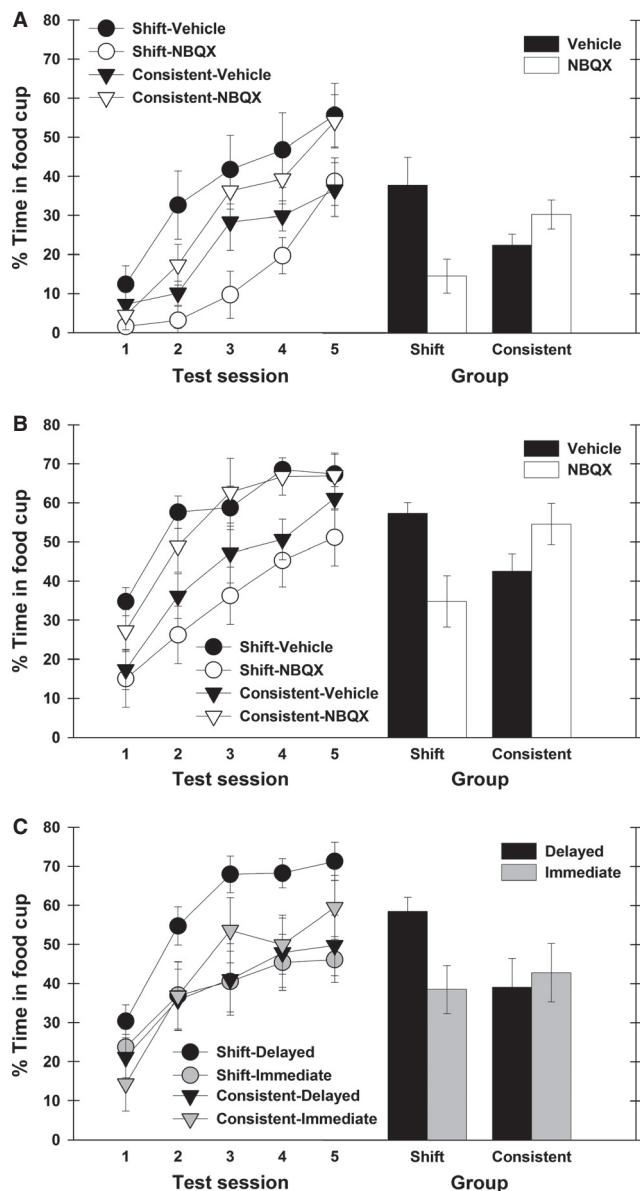 A
80
70
60
50
40
30
20
10
0
% Time in food cup
Shift-Vehicle
Shift-NBQX
Consistent-Vehicle
Consistent-NBQX
1 2 3 4 5
Test session
Vehicle
NBQX
Shift Consistent
Group
B
80
70
60
50
40
30
20
10
0
% Time in food cup
Shift-Vehicle
Shift-NBQX
Consistent-Vehicle
Consistent-NBQX
1 2 3 4 5
Test session
Vehicle
NBQX
Shift Consistent
Group
C
80
70
60
50
40
30
20
10
0
% Time in food cup
Shift-Delayed
Shift-Immediate
Consistent-Delayed
Consistent-Immediate
1 2 3 4 5
Test session
Delayed
Immediate
Shift Consistent
Group